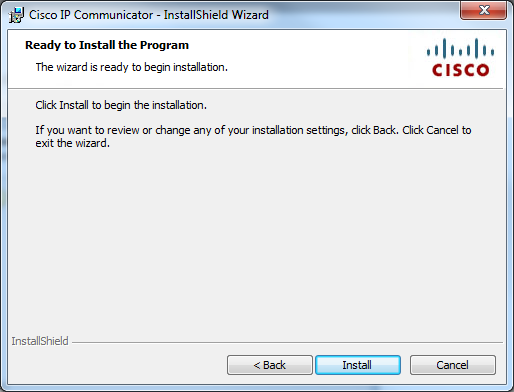 Cisco IP Communicator - InstallShield Wizard
Ready to Install the Program
The wizard is ready to begin installation.
CISCO
Click Install to begin the installation.
If you want to review or change any of your installation settings, click Back. Click Cancel to
exit the wizard.
InstallShield
< Back
Install
Cancel